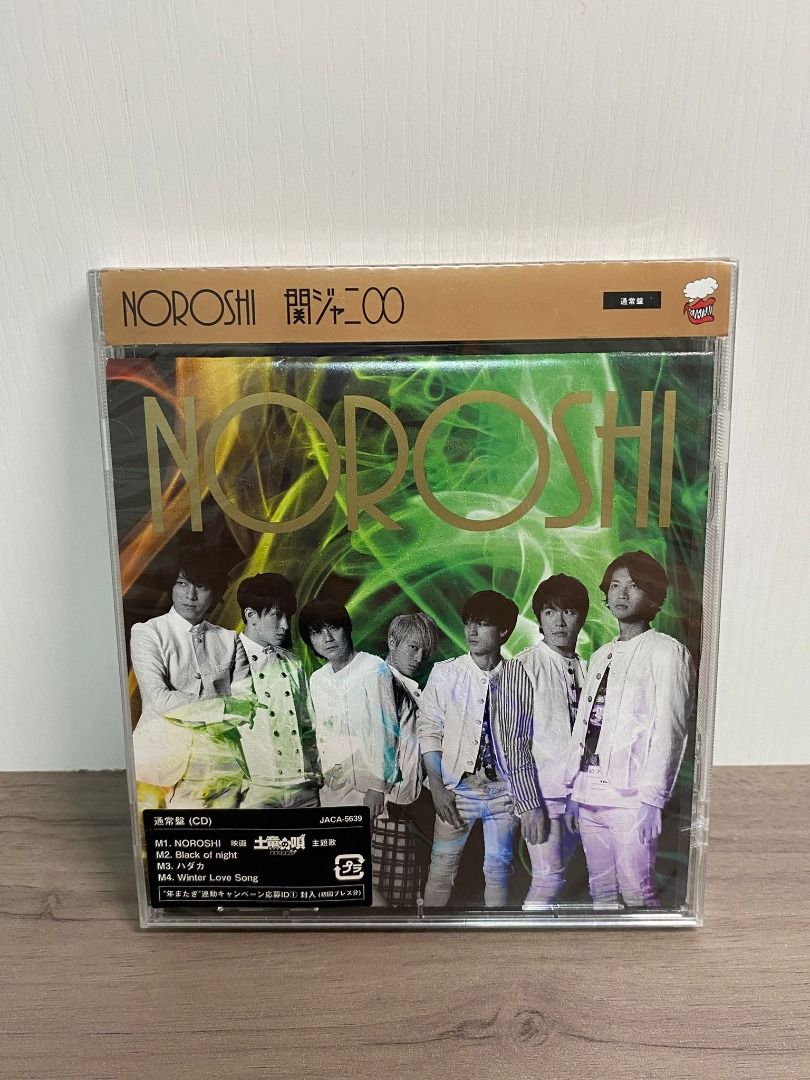 NOROSHI 関ジャニ∞ 通常盤
NOROSHI
通常盤 (CD) JACA-5639
M1. NOROSHI 映画 土竜の唄 主題歌
M2. Black of night
M3. ハダカ
M4. Winter Love Song
プラ
"年またぎ"連動キャンペーン応募ID① 封入 (初回プレス分)